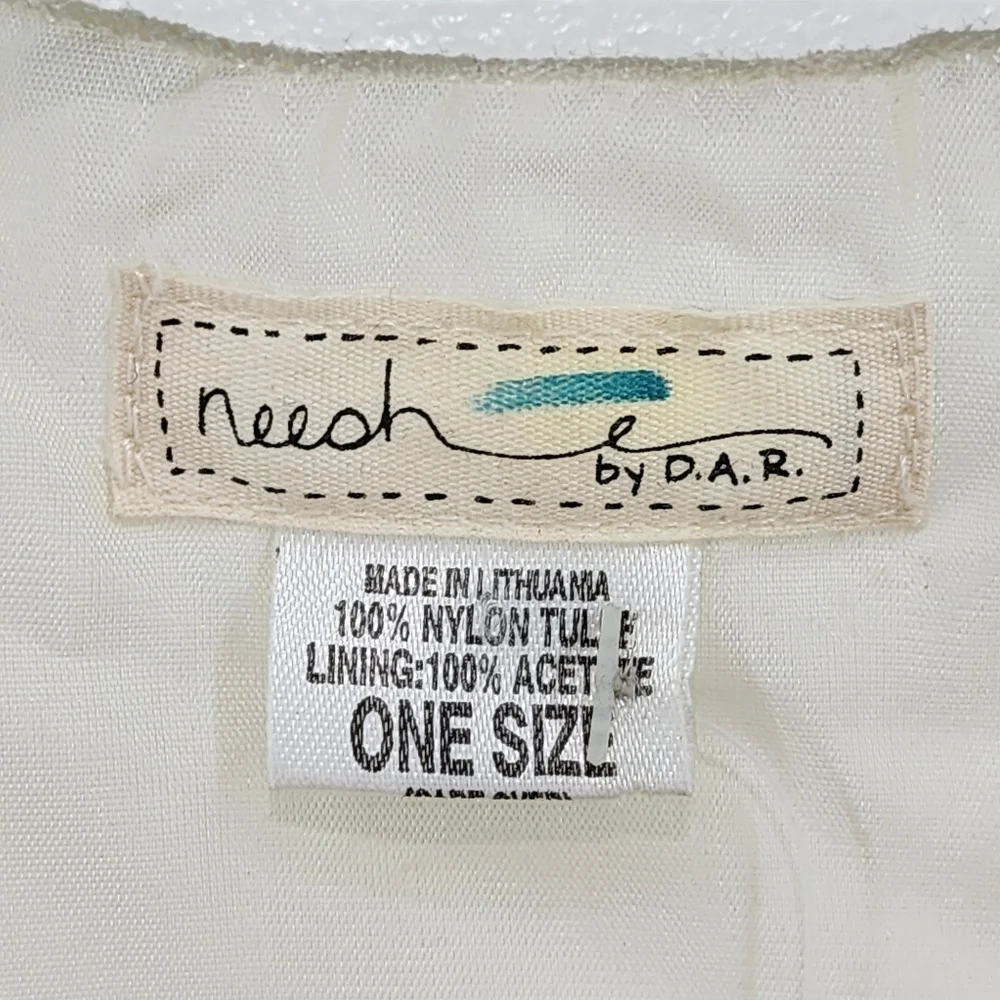 neesh
by D.A.R.
MADE IN LITHUANIA
100% NYLON TULLE
LINING:100% ACETATE
ONE SIZE